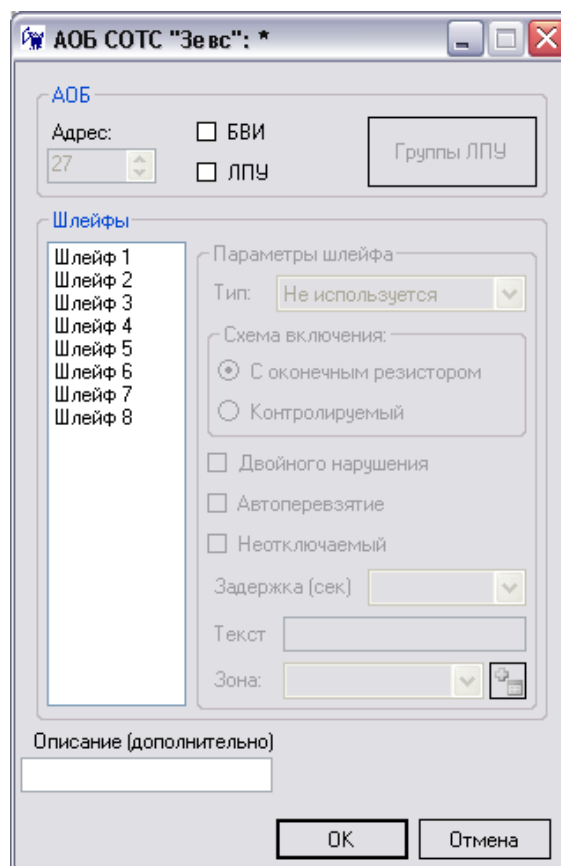 АОБ СОТС "Зевс": *
АОБ
Адрес:
27
БВИ
ЛПУ
Группы ЛПУ
Шлейфы
Шлейф 1
Шлейф 2
Шлейф 3
Шлейф 4
Шлейф 5
Шлейф 6
Шлейф 7
Шлейф 8
Параметры шлейфа
Тип: Не используется
Схема включения:
С оконечным резистором
Контролируемый
Двойного нарушения
Автоперевзятие
Неотключаемый
Задержка (сек)
Текст
Зона:
Описание (дополнительно)
OK Отмена